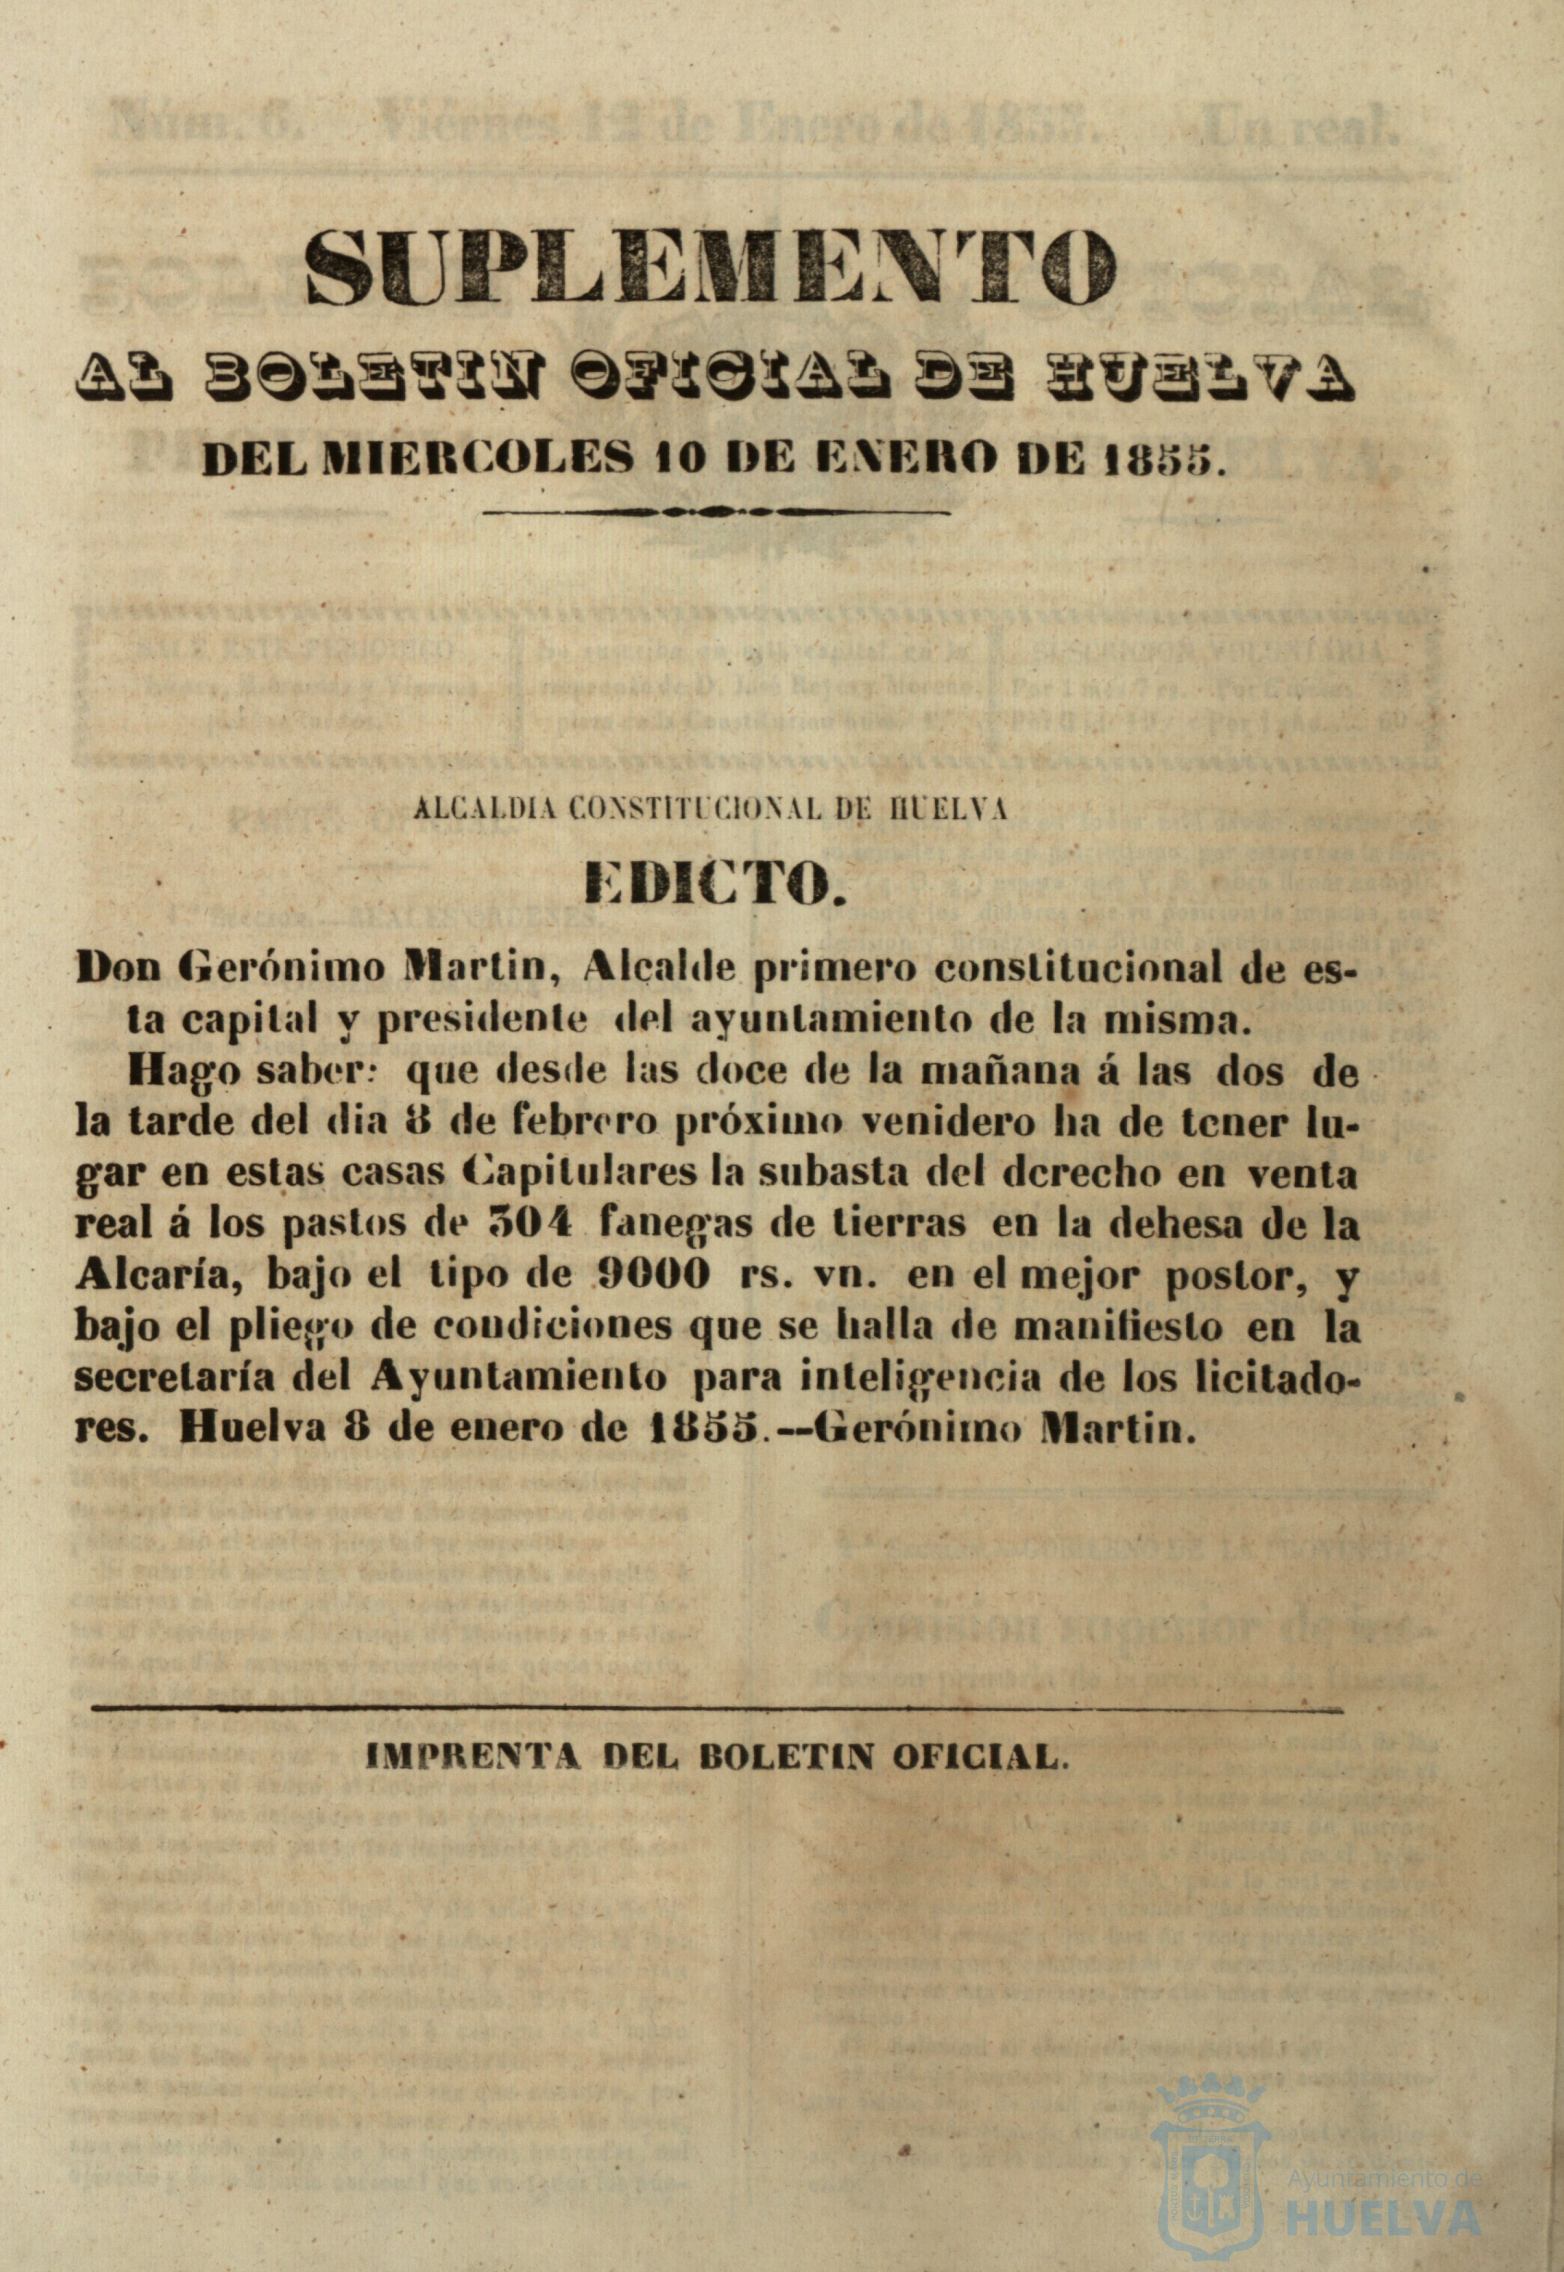 SUPLEMENTO
AL BOLETIN OFICIAL DE HUELVA
DEL MIERCOLES 10 DE ENERO DE 1855.
ALCALDIA CONSTITUCIONAL DE HUELVA
EDICTO.
Don Gerónimo Martin, Alcalde primero constitucional de es-
ta capital y presidente del ayuntamiento de la misma.
Hago saber: que desde las doce de la mañana á las dos de
la tarde del dia 8 de febrero próximo venidero ha de tener lu-
gar en estas casas Capitulares la subasta del derecho en venta
real á los pastos de 304 fanegas de tierras en la dehesa de la
Alcaría, bajo el tipo de 9000 rs. vn. en el mejor postor, y
bajo el pliego de condiciones que se halla de manifiesto en la
secretaría del Ayuntamiento para inteligencia de los licitado-
res. Huelva 8 de enero de 1855.--Gerónimo Martin.
IMPRENTA DEL BOLETIN OFICIAL.
Ayuntamiento de
HUELVA